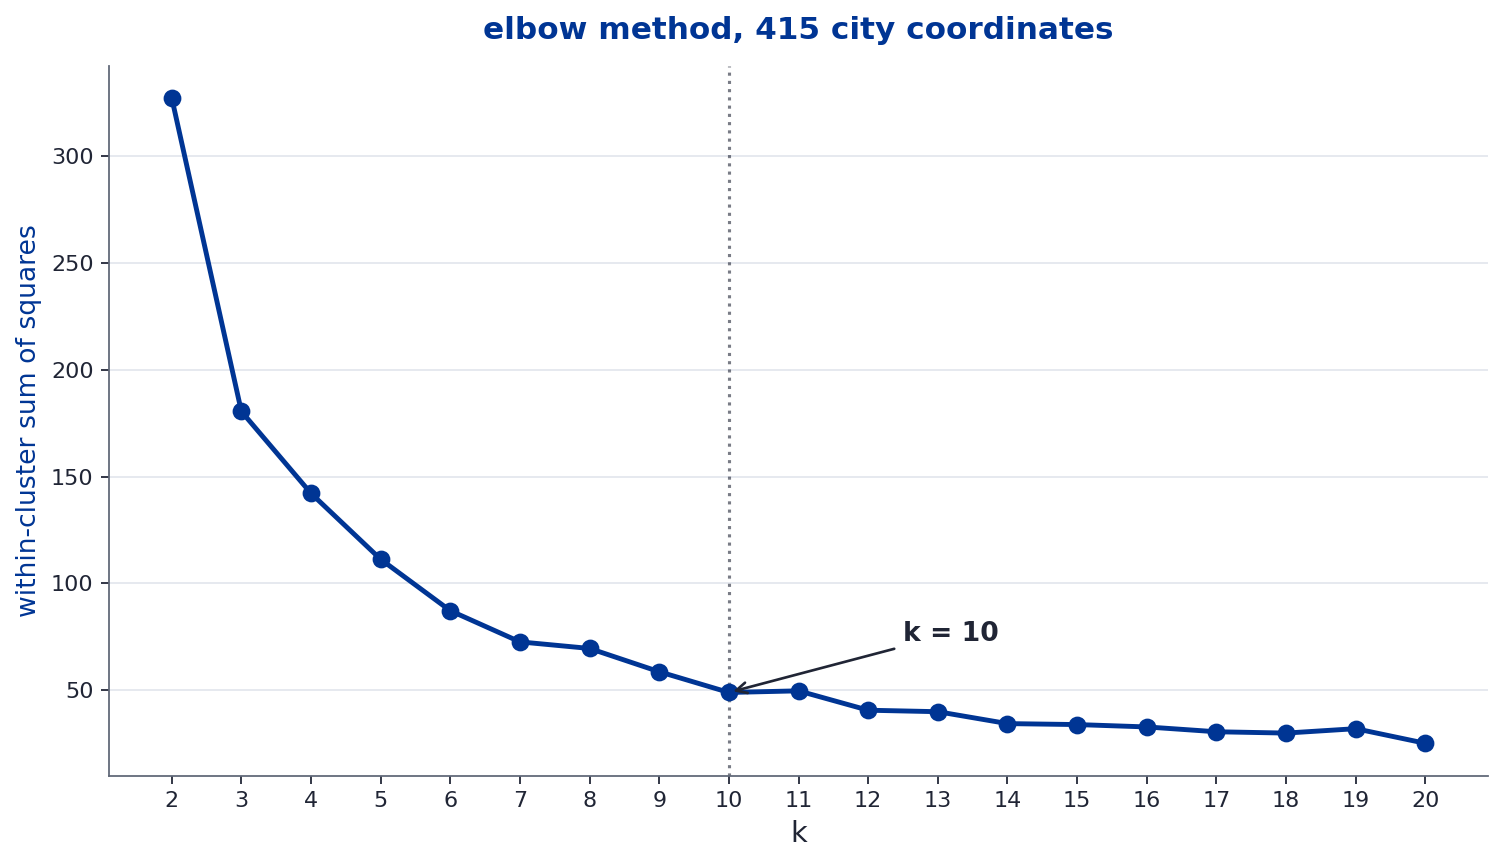 elbow method, 415 city coordinates
within-cluster sum of squares
300
250
200
150
100
50
k = 10
2 3 4 5 6 7 8 9 10 11 12 13 14 15 16 17 18 19 20
k